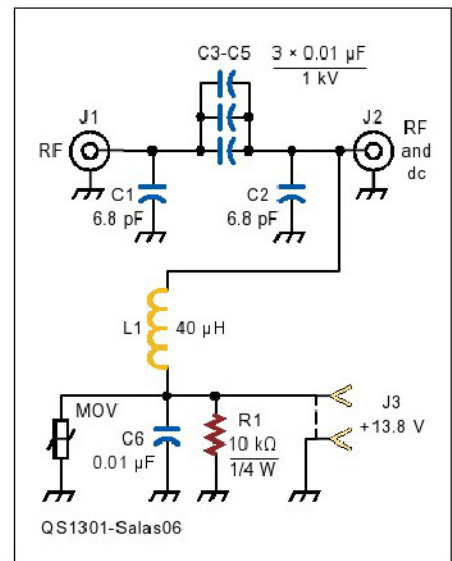 C3-C5 3 × 0.01 µF
1 kV
J1
J2
RF
RF
and
dc
C1
6.8 pF
C2
6.8 pF
L1 40 µH
MOV
C6
0.01 µF
R1
10 kΩ
1/4 W
J3
+13.8 V
QS1301-Salas06